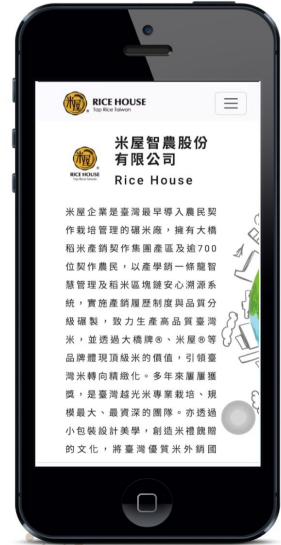 米屋
RICE HOUSE
Top Rice Taiwan
米屋
RICE HOUSE
米屋智農股份
有限公司
Rice House
米屋企業是臺灣最早導入農民契
作栽培管理的碾米廠，擁有大橋
稻米產銷契作集團產區及逾700
位契作農民，以產學銷一條龍智
慧管理及稻米區塊鏈安心溯源系
統，實施產銷履歷制度與品質分
級碾製，致力生產高品質臺灣
米，並透過大橋牌®、米屋®等
品牌體現頂級米的價值，引領臺
灣米轉向精緻化。多年來屢屢獲
獎，是臺灣越光米專業栽培、規
模最大、最資深的團隊。亦透過
小包裝設計美學，創造米禮餽贈
的文化，將臺灣優質米外銷國